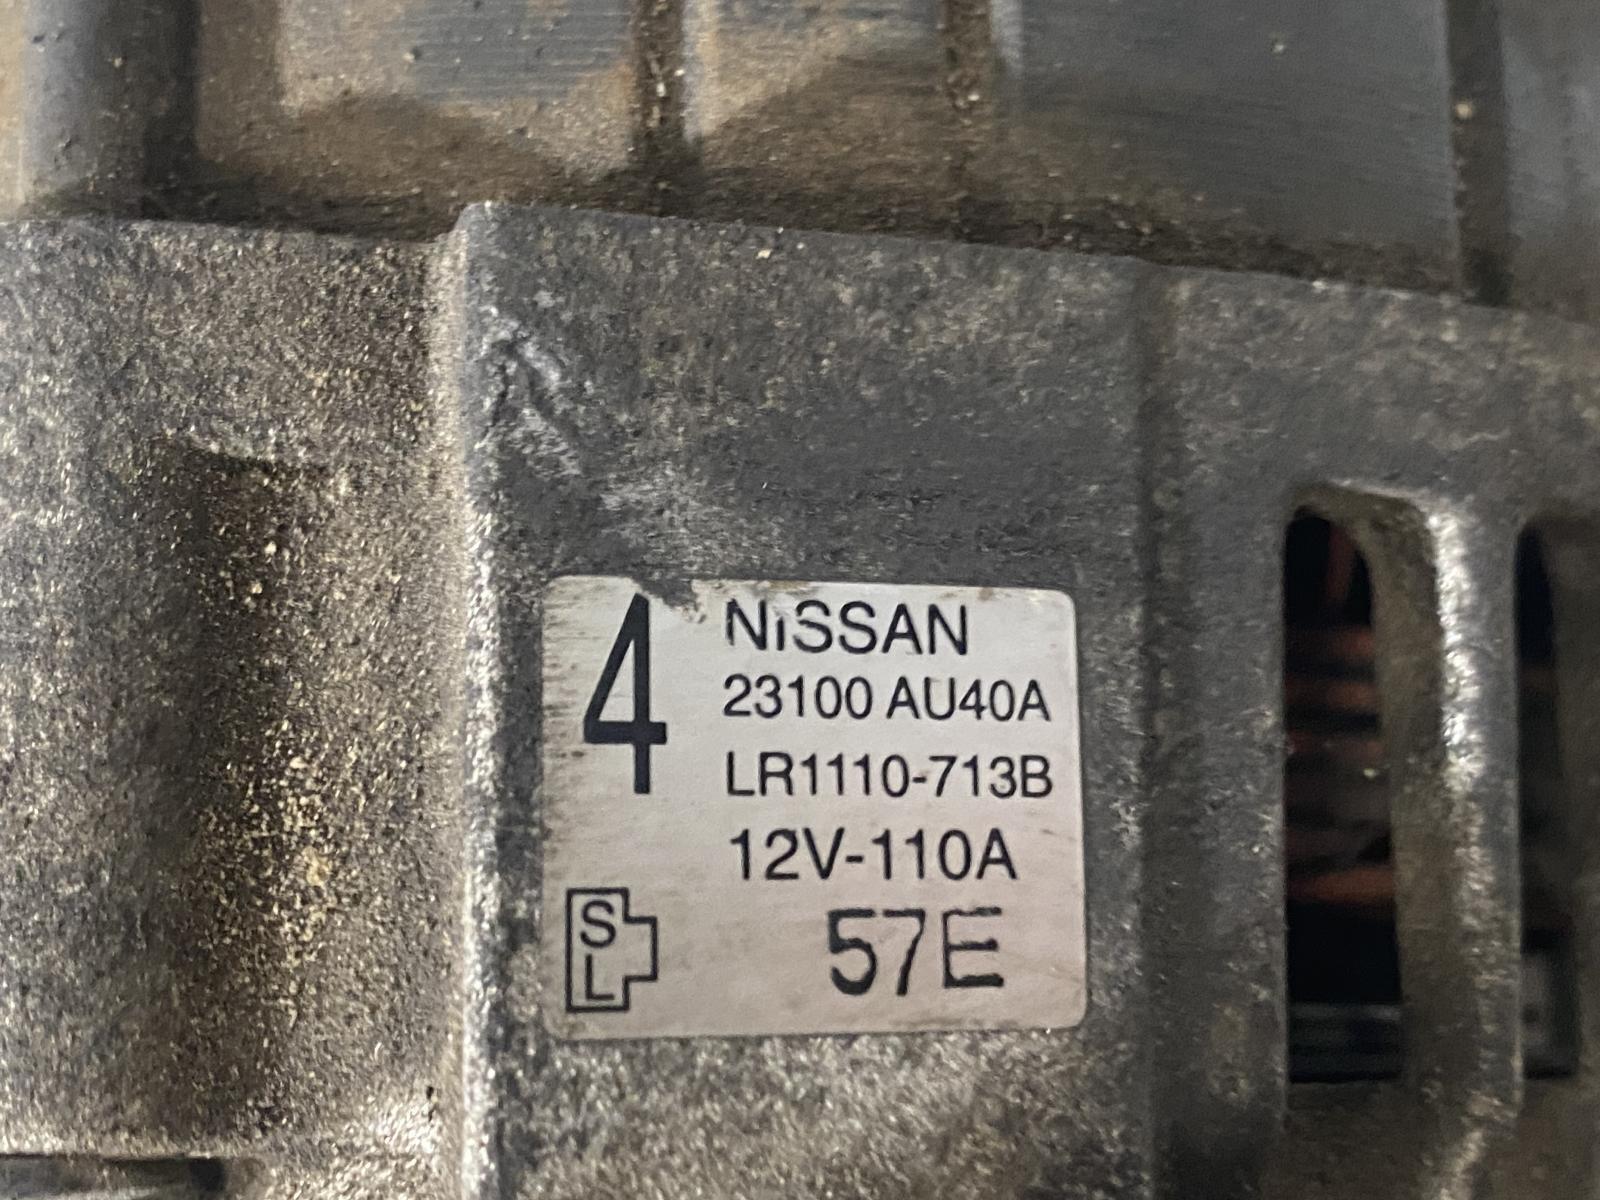 4
NiSSAN
23100 AU40A
LR1110-713B
12V-110A
S
L
57E